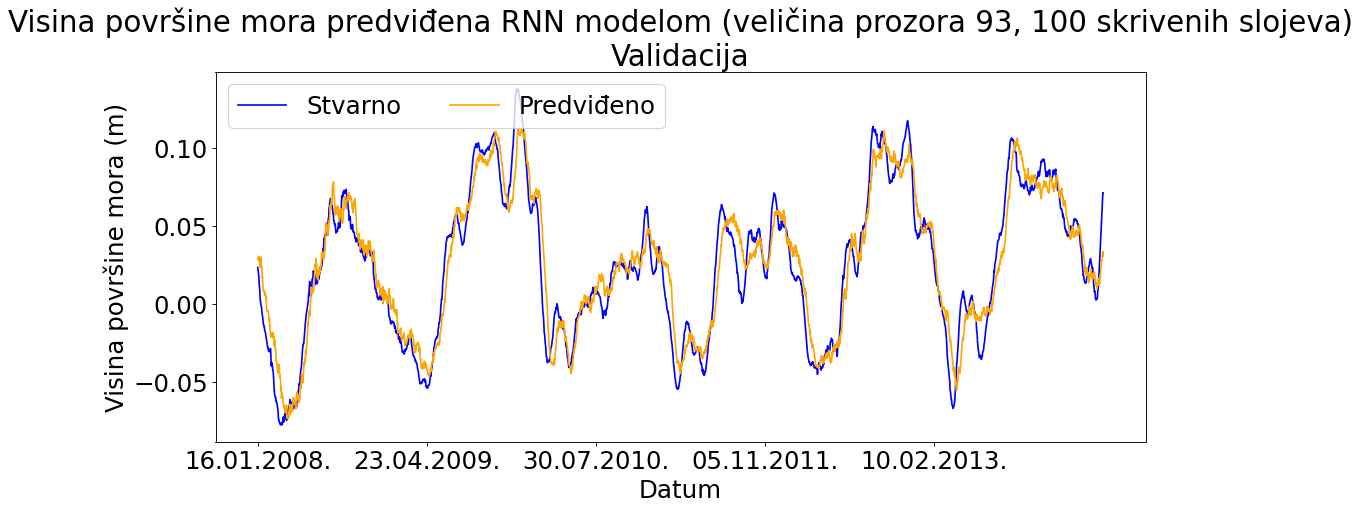 Visina površine mora predviđena RNN modelom (veličina prozora 93, 100 skrivenih slojeva)
Validacija
Stvarno Predviđeno
Visina površine mora (m)
0.10
0.05
0.00
−0.05
16.01.2008. 23.04.2009. 30.07.2010. 05.11.2011. 10.02.2013.
Datum